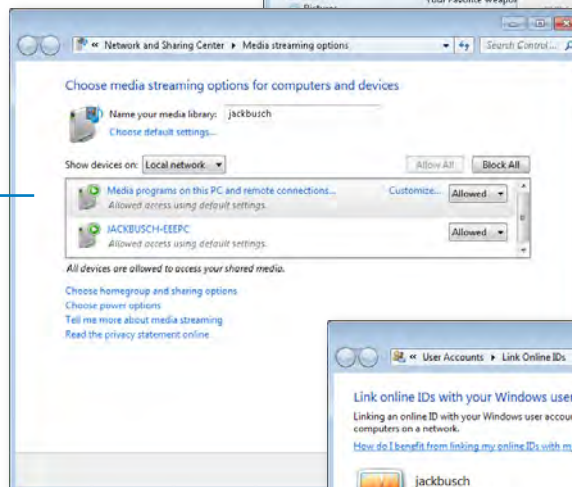 Your Favorite Weapon
« Network and Sharing Center ▸ Media streaming options
Search Control...
Choose media streaming options for computers and devices
Name your media library: jackbusch
Choose default settings...
Show devices on: Local network
Allow All Block All
Media programs on this PC and remote connections... Customize... Allowed
Allowed access using default settings.
JACKBUSCH-EEEPC Allowed
Allowed access using default settings.
All devices are allowed to access your shared media.
Choose homegroup and sharing options
Choose power options
Tell me more about media streaming
Read the privacy statement online
« User Accounts ▸ Link Online IDs
Link online IDs with your Windows user
Linking an online ID with your Windows user accou
computers on a network.
How do I benefit from linking my online IDs with m
jackbusch